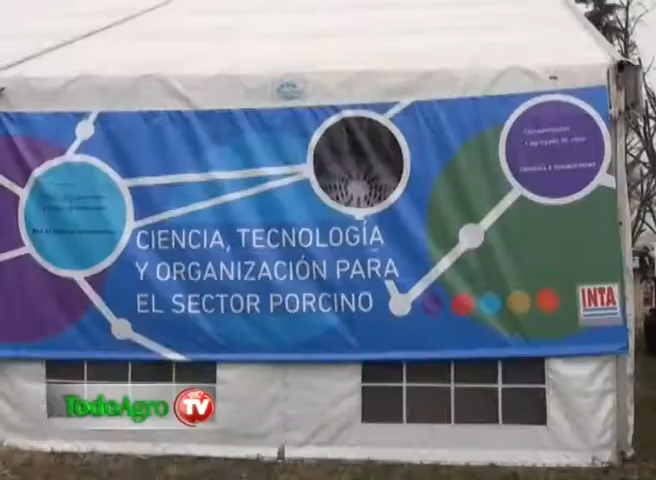 CIENCIA, TECNOLOGÍA
Y ORGANIZACIÓN PARA
EL SECTOR PORCINO
INTA
TodoAgro TV